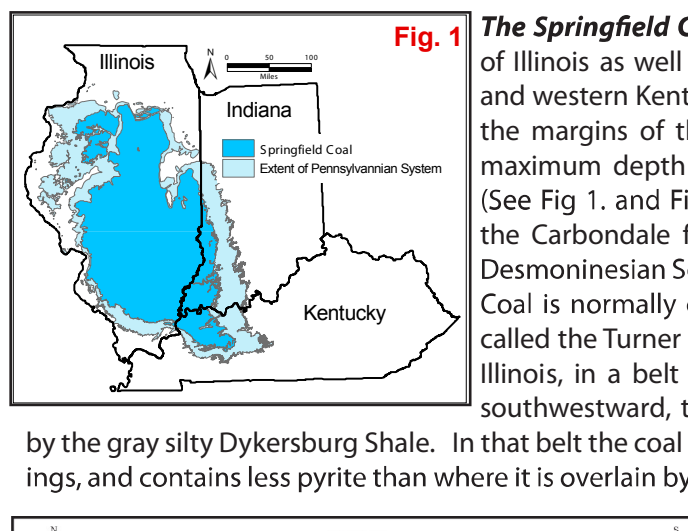 Fig. 1
N
0 50 100
Miles
Illinois
Indiana
Springfield Coal
Extent of Pennsylvannian System
Kentucky
The Springfield C
of Illinois as well
and western Kent
the margins of th
maximum depth
(See Fig 1. and Fi
the Carbondale f
Desmoninesian Se
Coal is normally
called the Turner
Illinois, in a belt
southwestward, t
by the gray silty Dykersburg Shale. In that belt the coal
ings, and contains less pyrite than where it is overlain by
N S